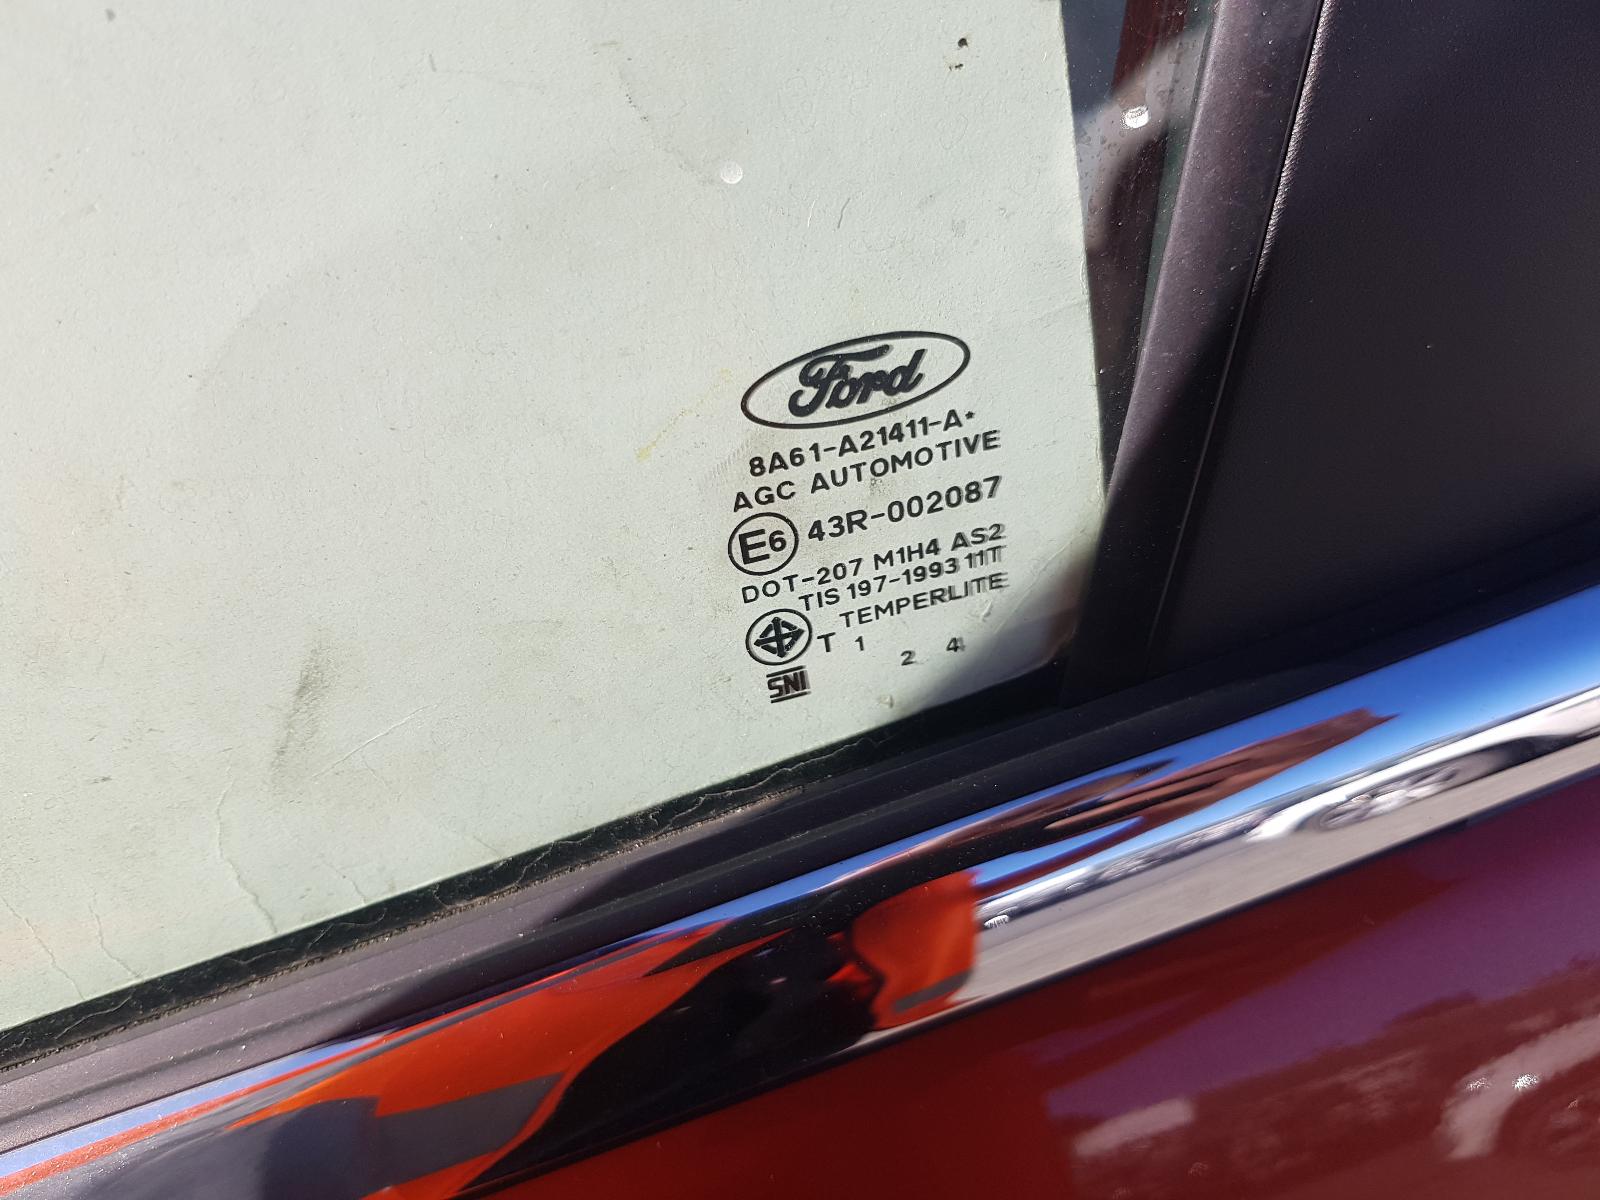 Ford
8A61-A21411-A*
AGC AUTOMOTIVE
E6 43R-002087
DOT-207 M1H4 AS2
TIS 197-1993 11T
TEMPERLITE
T 1 2 4
SNI